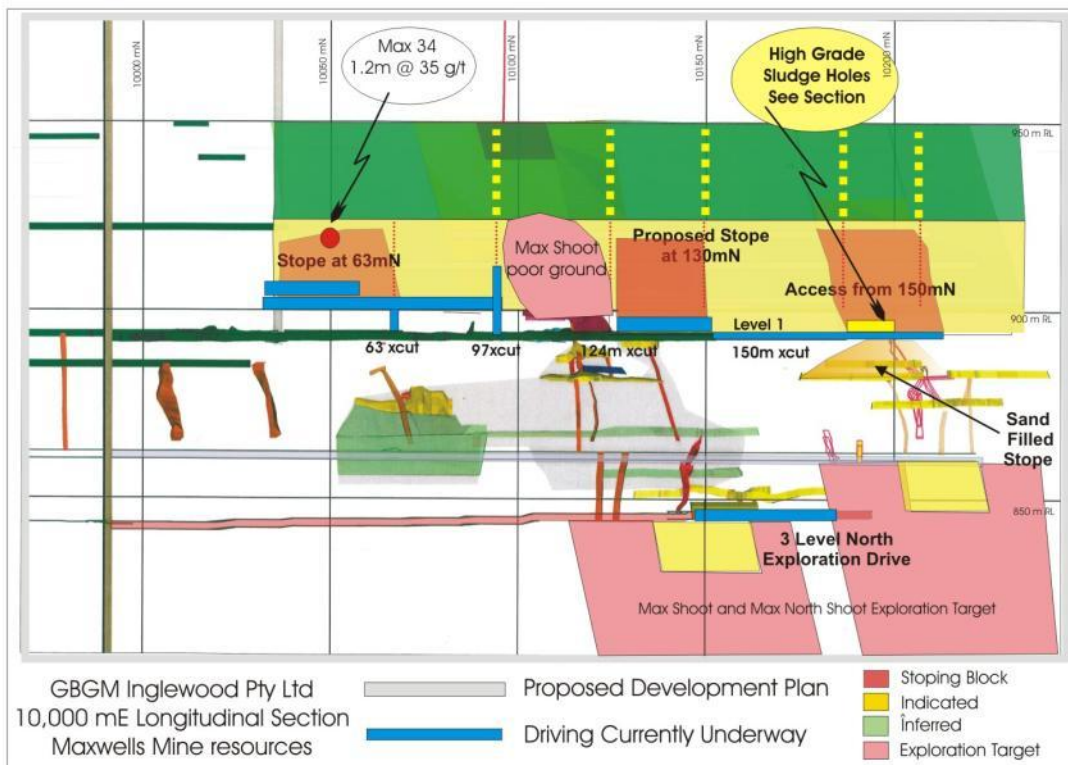 10000 mN
10050 mN
10100 mN
10150 mN
10200 mN
Max 34
1.2m @ 35 g/t
High Grade
Sludge Holes
See Section
950 m RL
Max Shoot
poor ground
Proposed Stope
at 130mN
Stope at 63mN
Access from 150mN
900 m RL
Level 1
63 xcut
97xcut
124m xcut
150m xcut
Sand
Filled
Stope
850 m RL
3 Level North
Exploration Drive
Max Shoot and Max North Shoot Exploration Target
GBGM Inglewood Pty Ltd
10,000 mE Longitudinal Section
Maxwells Mine resources
Proposed Development Plan
Driving Currently Underway
Stoping Block
Indicated
Înferred
Exploration Target